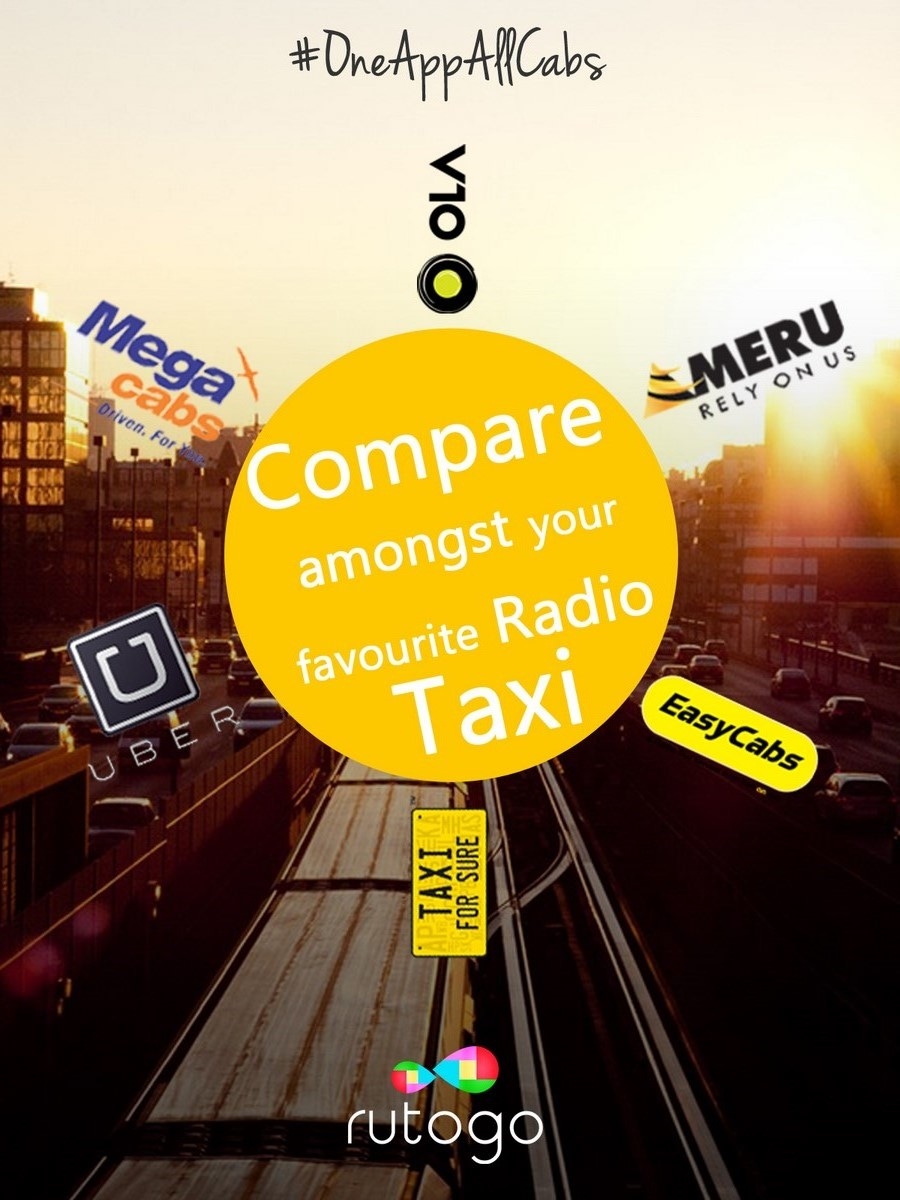 #OneAppAllCabs
OLA
Mega
cabs
Driven. For You.
MERU
RELY ON US
Compare
amongst your
favourite Radio
Taxi
UBER
EasyCabs
TAXI
FOR SURE
rutogo